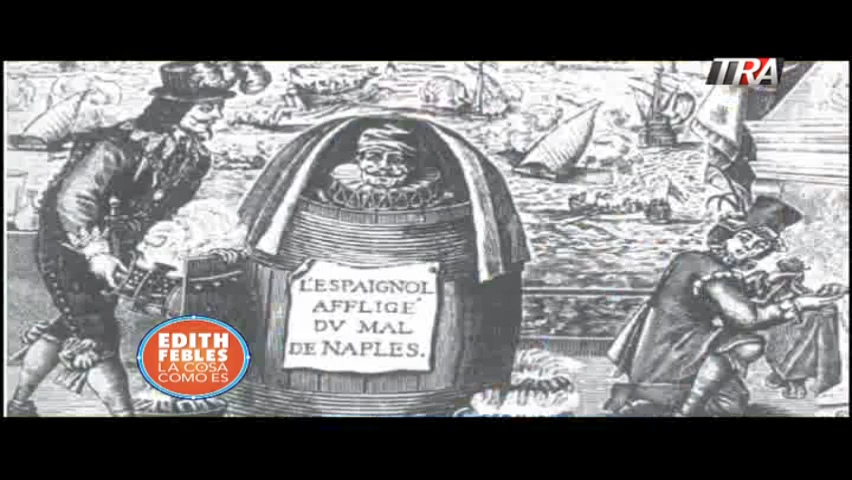 TRA
L'ESPAIGNOL
AFFLIGÉ
DV MAL
DE NAPLES.
EDITH
FEBLES
LA COSA
COMO ES